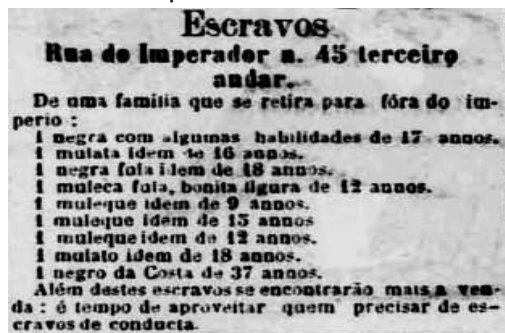 Escravos
Rua do Imperador n. 45 terceiro
andar.
De uma familia que se retira para fóra do im-
perio :
1 negra com algumas habilidades de 17 annos.
1 mulata idem de 16 annos.
1 negra fula idem de 18 annos.
1 muleca fula, bonita figura de 12 annos.
1 muleque idem de 9 annos.
1 muleque idem de 15 annos
1 muleque idem de 12 annos.
1 mulato idem de 18 annos.
1 negro da Costa de 37 annos.
Além destes escravos se encontrarão mais a ven-
da : é tempo de aproveitar quem precisar de es-
cravos de conducta.